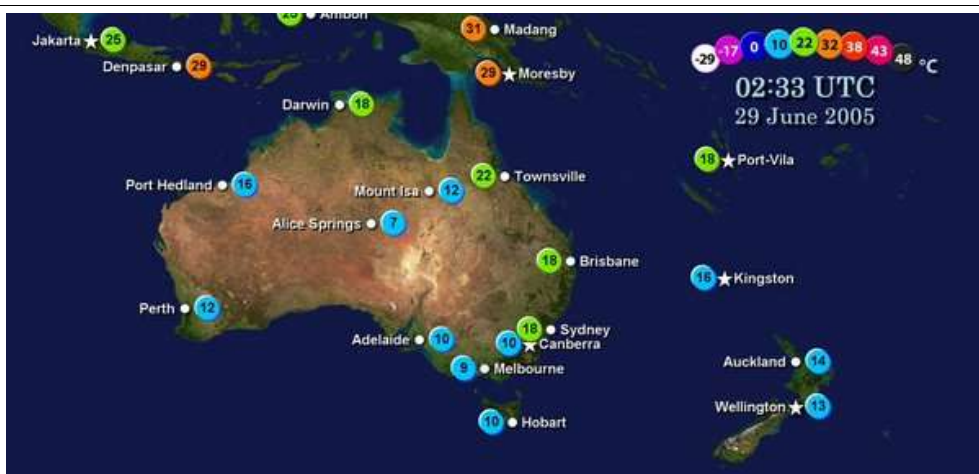 25 Ambon
31 Madang
-29 -17 0 10 22 32 38 43 48 °C
Jakarta 25
Denpasar 29
29 Moresby
02:33 UTC
29 June 2005
Darwin 18
18 Port-Vila
22 Townsville
Port Hedland 16
Mount Isa 12
Alice Springs 7
18 Brisbane
16 Kingston
Perth 12
18 Sydney
Adelaide 10
10 Canberra
9 Melbourne
Auckland 14
Wellington 13
10 Hobart